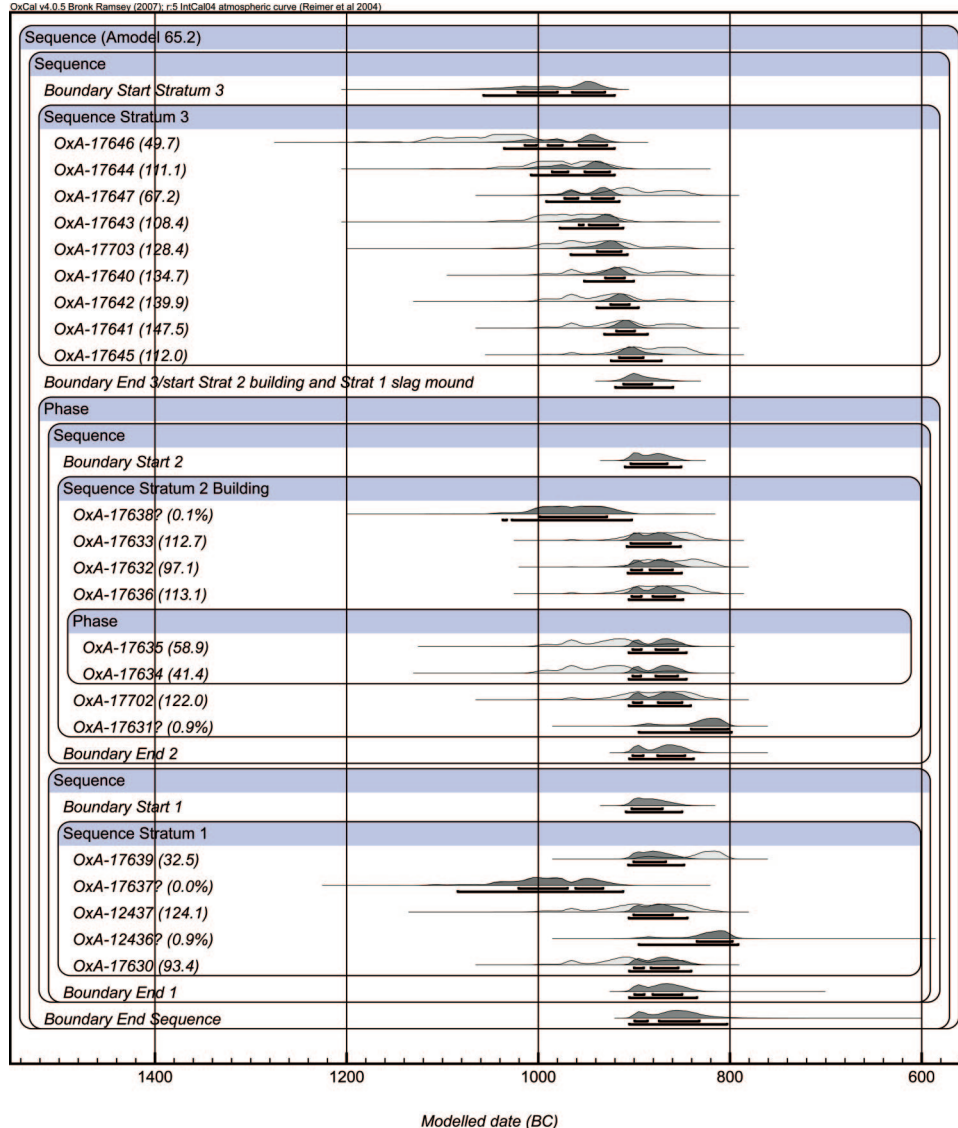 OxCal v4.0.5 Bronk Ramsey (2007); r:5 IntCal04 atmospheric curve (Reimer et al 2004)
Sequence (Amodel 65.2)
Sequence
Boundary Start Stratum 3
Sequence Stratum 3
OxA-17646 (49.7)
OxA-17644 (111.1)
OxA-17647 (67.2)
OxA-17643 (108.4)
OxA-17703 (128.4)
OxA-17640 (134.7)
OxA-17642 (139.9)
OxA-17641 (147.5)
OxA-17645 (112.0)
Boundary End 3/start Strat 2 building and Strat 1 slag mound
Phase
Sequence
Boundary Start 2
Sequence Stratum 2 Building
OxA-17638? (0.1%)
OxA-17633 (112.7)
OxA-17632 (97.1)
OxA-17636 (113.1)
Phase
OxA-17635 (58.9)
OxA-17634 (41.4)
OxA-17702 (122.0)
OxA-17631? (0.9%)
Boundary End 2
Sequence
Boundary Start 1
Sequence Stratum 1
OxA-17639 (32.5)
OxA-17637? (0.0%)
OxA-12437 (124.1)
OxA-12436? (0.9%)
OxA-17630 (93.4)
Boundary End 1
Boundary End Sequence
1400 1200 1000 800 600
Modelled date (BC)